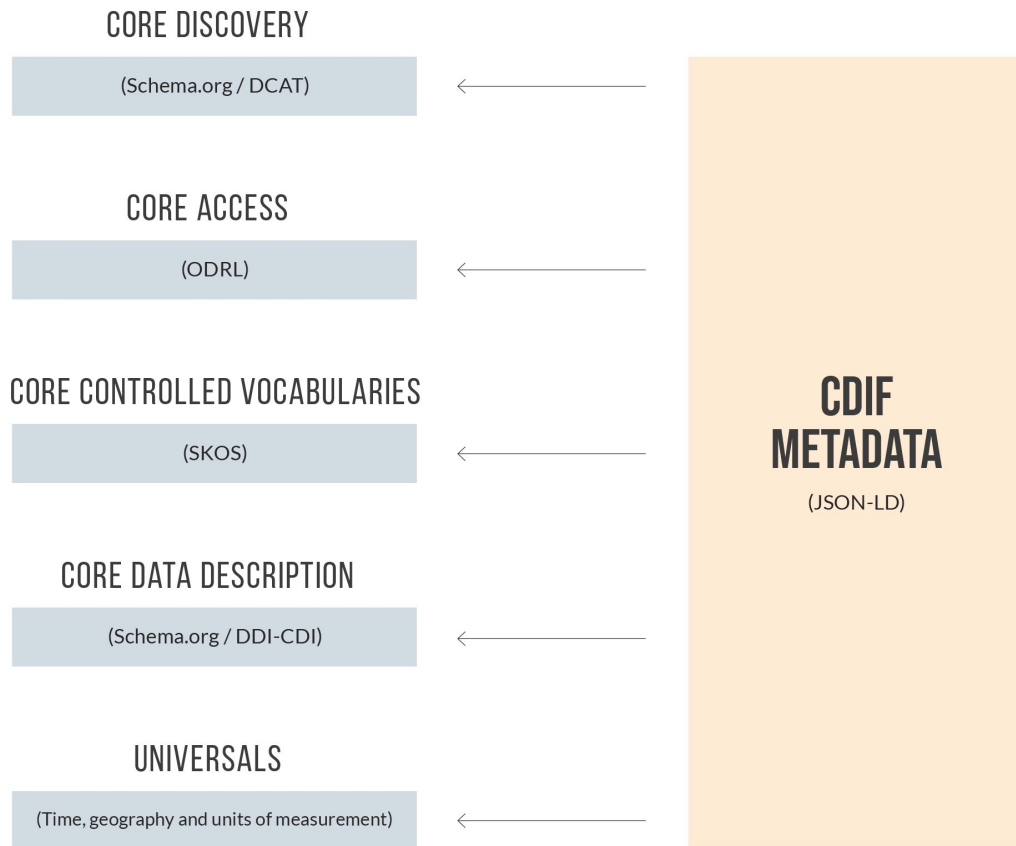 CORE DISCOVERY
(Schema.org / DCAT)
CORE ACCESS
(ODRL)
CORE CONTROLLED VOCABULARIES
(SKOS)
CORE DATA DESCRIPTION
(Schema.org / DDI-CDI)
UNIVERSALS
(Time, geography and units of measurement)
CDIF
METADATA
(JSON-LD)